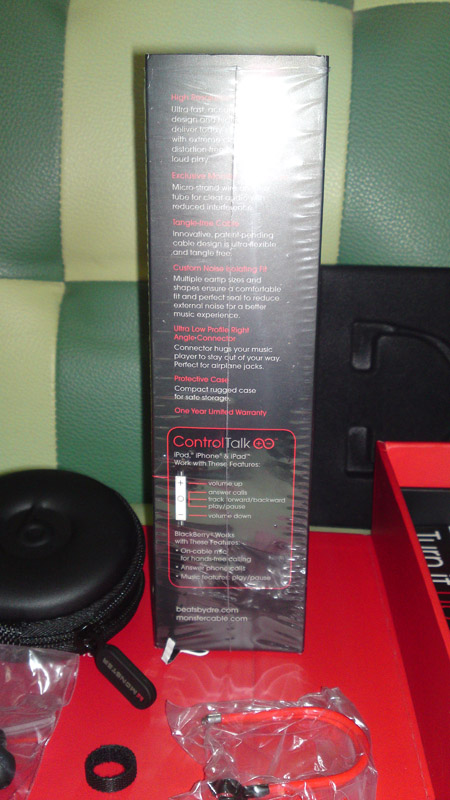 High
Ultra-fast,
design and
deliver today's
with extreme
distortion free
loud play.
Exclusive
Micro-strand wire
tube for clear
reduced interference.
Tangle-free Cable
Innovative, patent-pending
cable design is ultra-flexible
and tangle free.
Custom Noise Isolating Fit
Multiple eartip sizes and
shapes ensure a comfortable
fit and perfect seal to reduce
external noise for a better
music experience.
Ultra Low Profile Right
Angle-Connector
Connector hugs your music
player to stay out of your way.
Perfect for airplane jacks.
Protective Case
Compact rugged case
for safe storage.
One Year Limited Warranty
ControlTalk
iPod,® iPhone® & iPad™
Work with These Features:
volume up
answer calls
track forward/backward
play/pause
volume down
BlackBerry® Works
with These Features:
• On-cable mic
for hands-free calling
• Answer phone calls
• Music features: play/pause
beatsbydre.com
monstercable.com
MONSTER
Turn it